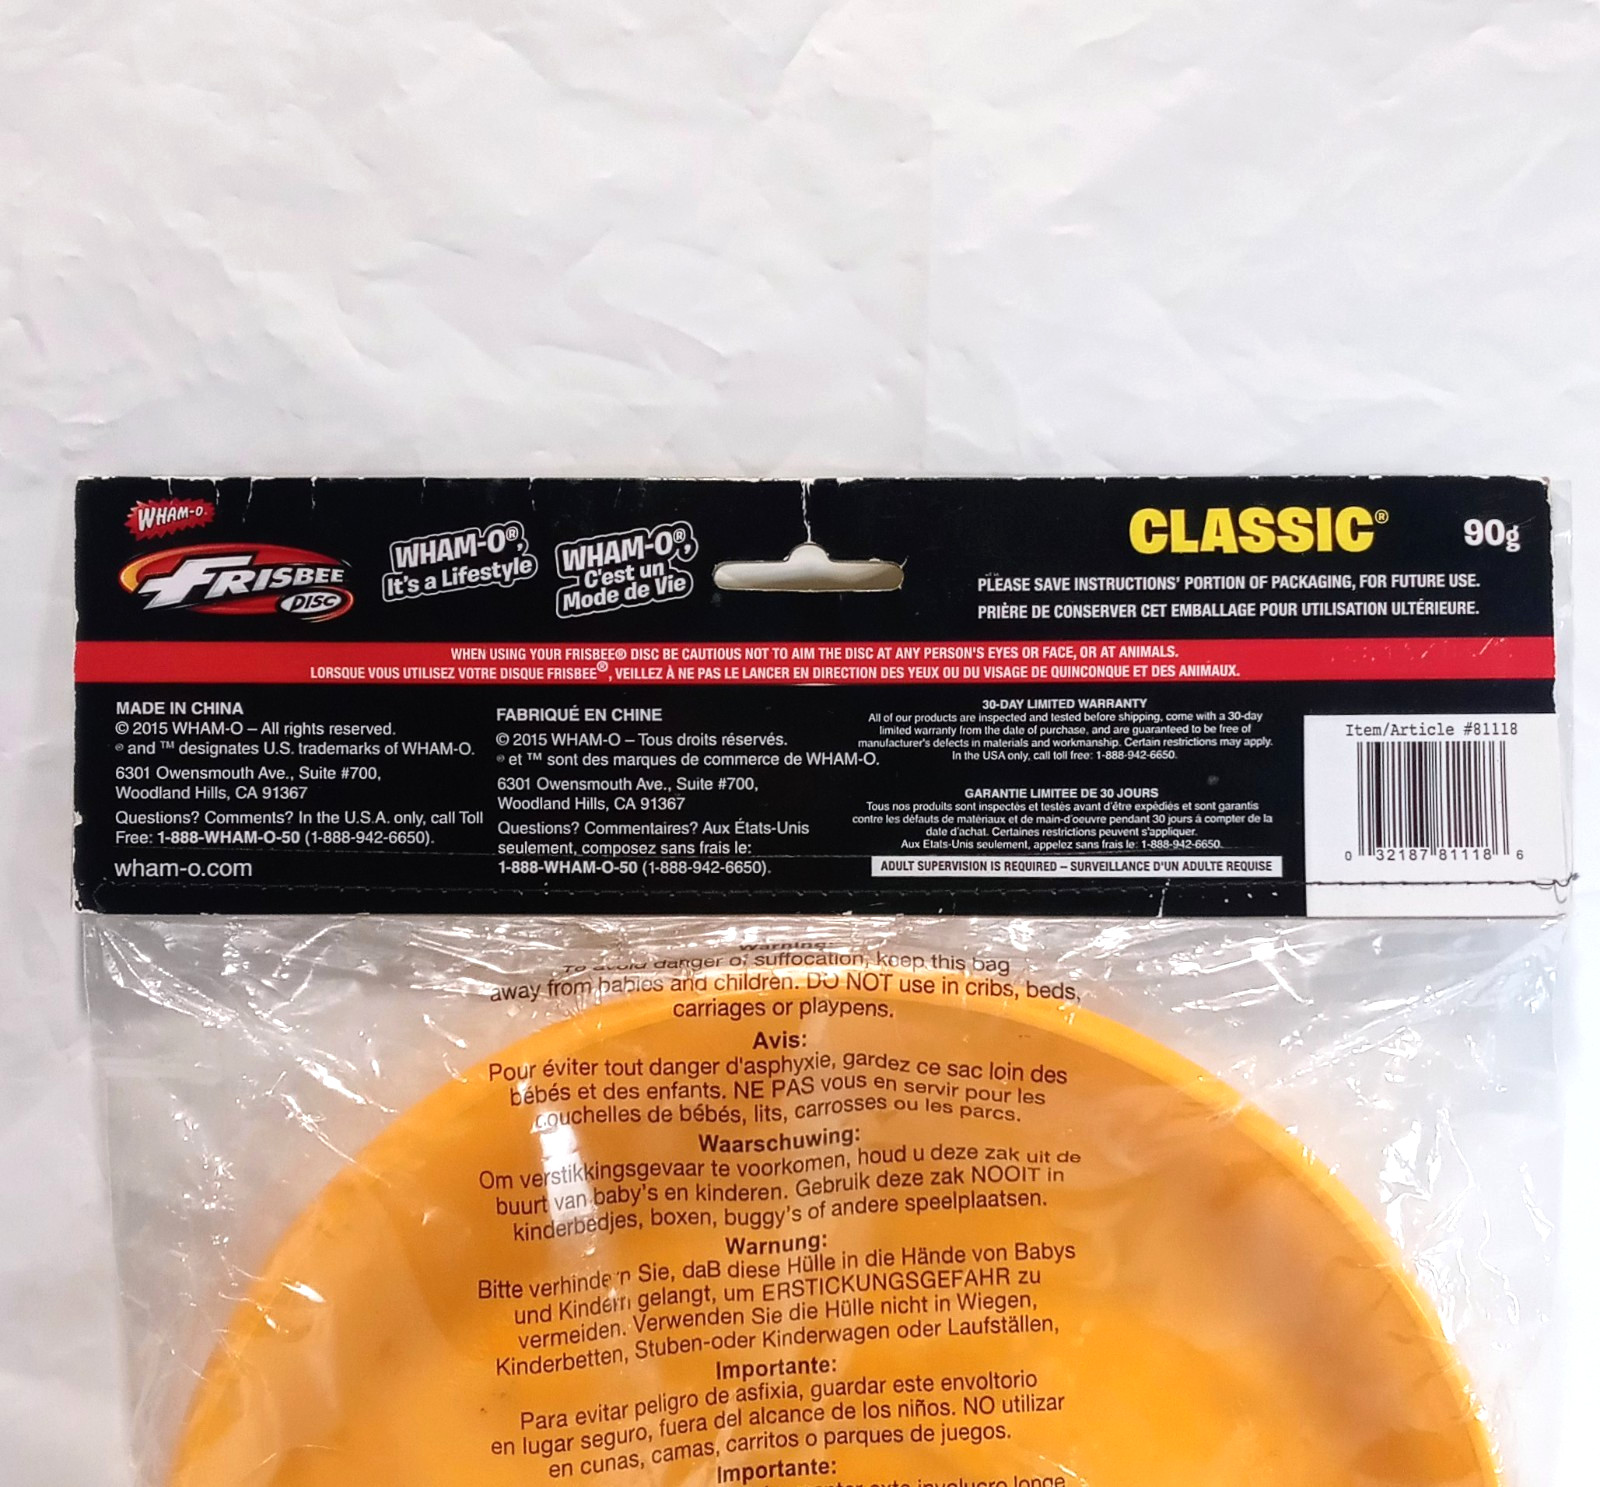 WHAM-O.
FRISBEE
DISC
WHAM-O®,
It's a Lifestyle
WHAM-O®,
C'est un
Mode de Vie
CLASSIC®
90g
PLEASE SAVE INSTRUCTIONS' PORTION OF PACKAGING, FOR FUTURE USE.
PRIÈRE DE CONSERVER CET EMBALLAGE POUR UTILISATION ULTÉRIEURE.
WHEN USING YOUR FRISBEE® DISC BE CAUTIOUS NOT TO AIM THE DISC AT ANY PERSON'S EYES OR FACE, OR AT ANIMALS.
LORSQUE VOUS UTILISEZ VOTRE DISQUE FRISBEE®, VEILLEZ À NE PAS LE LANCER EN DIRECTION DES YEUX OU DU VISAGE DE QUINCONQUE ET DES ANIMAUX.
MADE IN CHINA
© 2015 WHAM-O – All rights reserved.
® and ™ designates U.S. trademarks of WHAM-O.
6301 Owensmouth Ave., Suite #700,
Woodland Hills, CA 91367
Questions? Comments? In the U.S.A. only, call Toll
Free: 1-888-WHAM-O-50 (1-888-942-6650).
wham-o.com
FABRIQUÉ EN CHINE
© 2015 WHAM-O – Tous droits réservés.
® et ™ sont des marques de commerce de WHAM-O.
6301 Owensmouth Ave., Suite #700,
Woodland Hills, CA 91367
Questions? Commentaires? Aux États-Unis
seulement, composez sans frais le:
1-888-WHAM-O-50 (1-888-942-6650).
30-DAY LIMITED WARRANTY
All of our products are inspected and tested before shipping, come with a 30-day
limited warranty from the date of purchase, and are guaranteed to be free of
manufacturer's defects in materials and workmanship. Certain restrictions may apply.
In the USA only, call toll free: 1-888-942-6650.
GARANTIE LIMITEE DE 30 JOURS
Tous nos produits sont inspectés et testés avant d'être expédiés et sont garantis
contre les défauts de matériaux et de main-d'oeuvre pendant 30 jours à compter de la
date d'achat. Certaines restrictions peuvent s'appliquer.
Aux Etats-Unis seulement, appelez sans frais le: 1-888-942-6650.
ADULT SUPERVISION IS REQUIRED – SURVEILLANCE D'UN ADULTE REQUISE
Item/Article #81118
0 32187 81118 6
Warning:
To avoid danger of suffocation, keep this bag
away from babies and children. DO NOT use in cribs, beds,
carriages or playpens.
Avis:
Pour éviter tout danger d'asphyxie, gardez ce sac loin des
bébés et des enfants. NE PAS vous en servir pour les
couchelles de bébés, lits, carrosses ou les parcs.
Waarschuwing:
Om verstikkingsgevaar te voorkomen, houd u deze zak uit de
buurt van baby's en kinderen. Gebruik deze zak NOOIT in
kinderbedjes, boxen, buggy's of andere speelplaatsen.
Warnung:
Bitte verhindern Sie, daB diese Hülle in die Hände von Babys
und Kindern gelangt, um ERSTICKUNGSGEFAHR zu
vermeiden. Verwenden Sie die Hülle nicht in Wiegen,
Kinderbetten, Stuben-oder Kinderwagen oder Laufställen,
Importante:
Para evitar peligro de asfixia, guardar este envoltorio
en lugar seguro, fuera del alcance de los niños. NO utilizar
en cunas, camas, carritos o parques de juegos.
Importante:
involucro longe